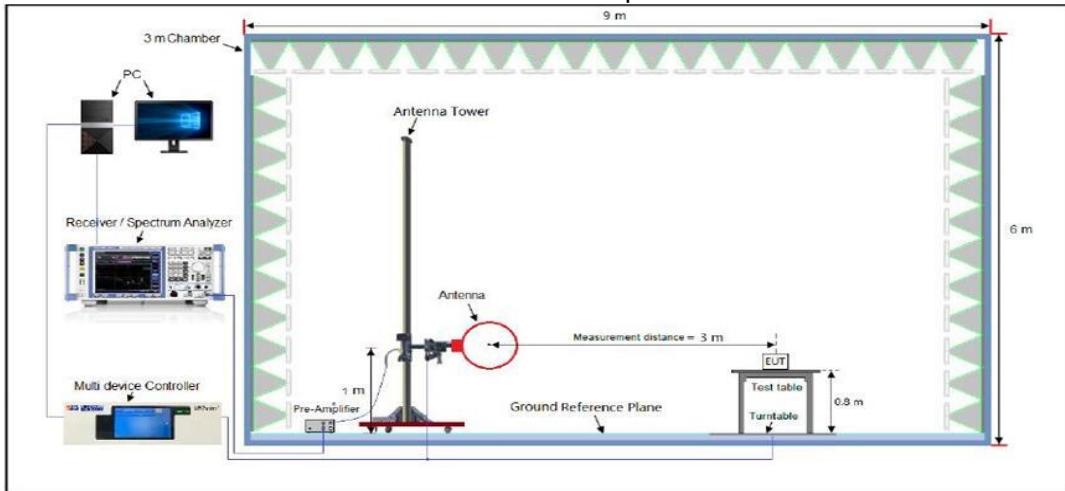 9 m
3 m Chamber
PC
Antenna Tower
Receiver / Spectrum Analyzer
6 m
Antenna
Measurement distance = 3 m
EUT
Multi device Controller
1 m
Test table
0.8 m
Pre-Amplifier
Ground Reference Plane
Turntable